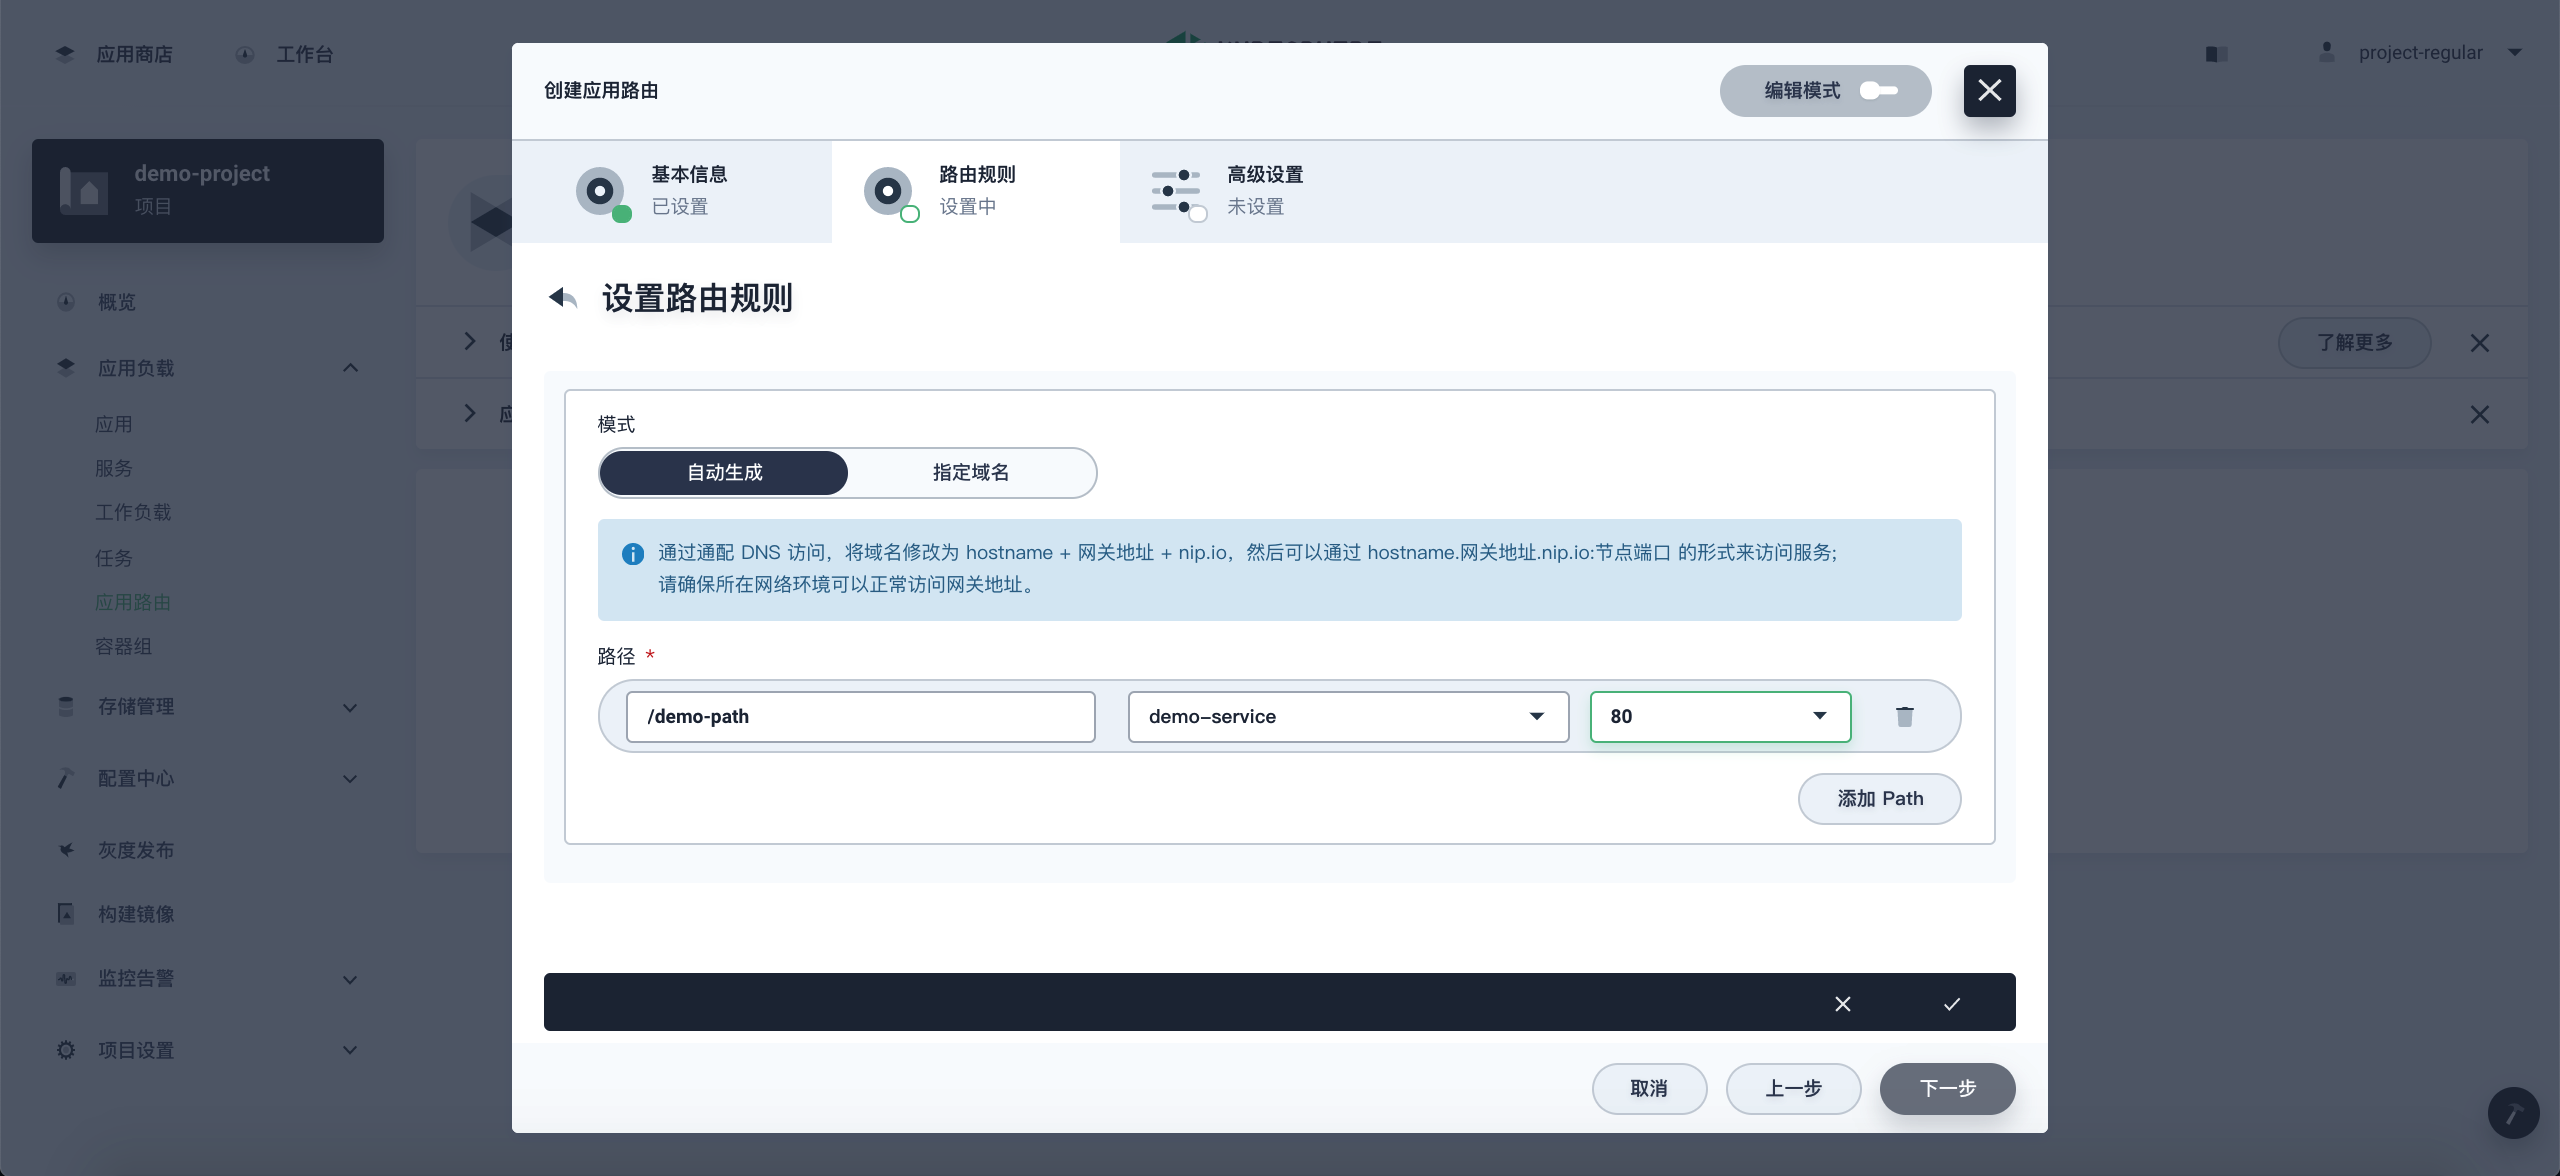 应用商店
工作台
project-regular
demo-project
项目
概览
应用负载
应用
服务
工作负载
任务
应用路由
容器组
存储管理
配置中心
灰度发布
构建镜像
监控告警
项目设置
了解更多
创建应用路由
编辑模式
基本信息
已设置
路由规则
设置中
高级设置
未设置
设置路由规则
模式
自动生成
指定域名
通过通配 DNS 访问，将域名修改为 hostname + 网关地址 + nip.io，然后可以通过 hostname.网关地址.nip.io:节点端口 的形式来访问服务;
请确保所在网络环境可以正常访问网关地址。
路径 *
/demo-path
demo-service
80
添加 Path
取消
上一步
下一步